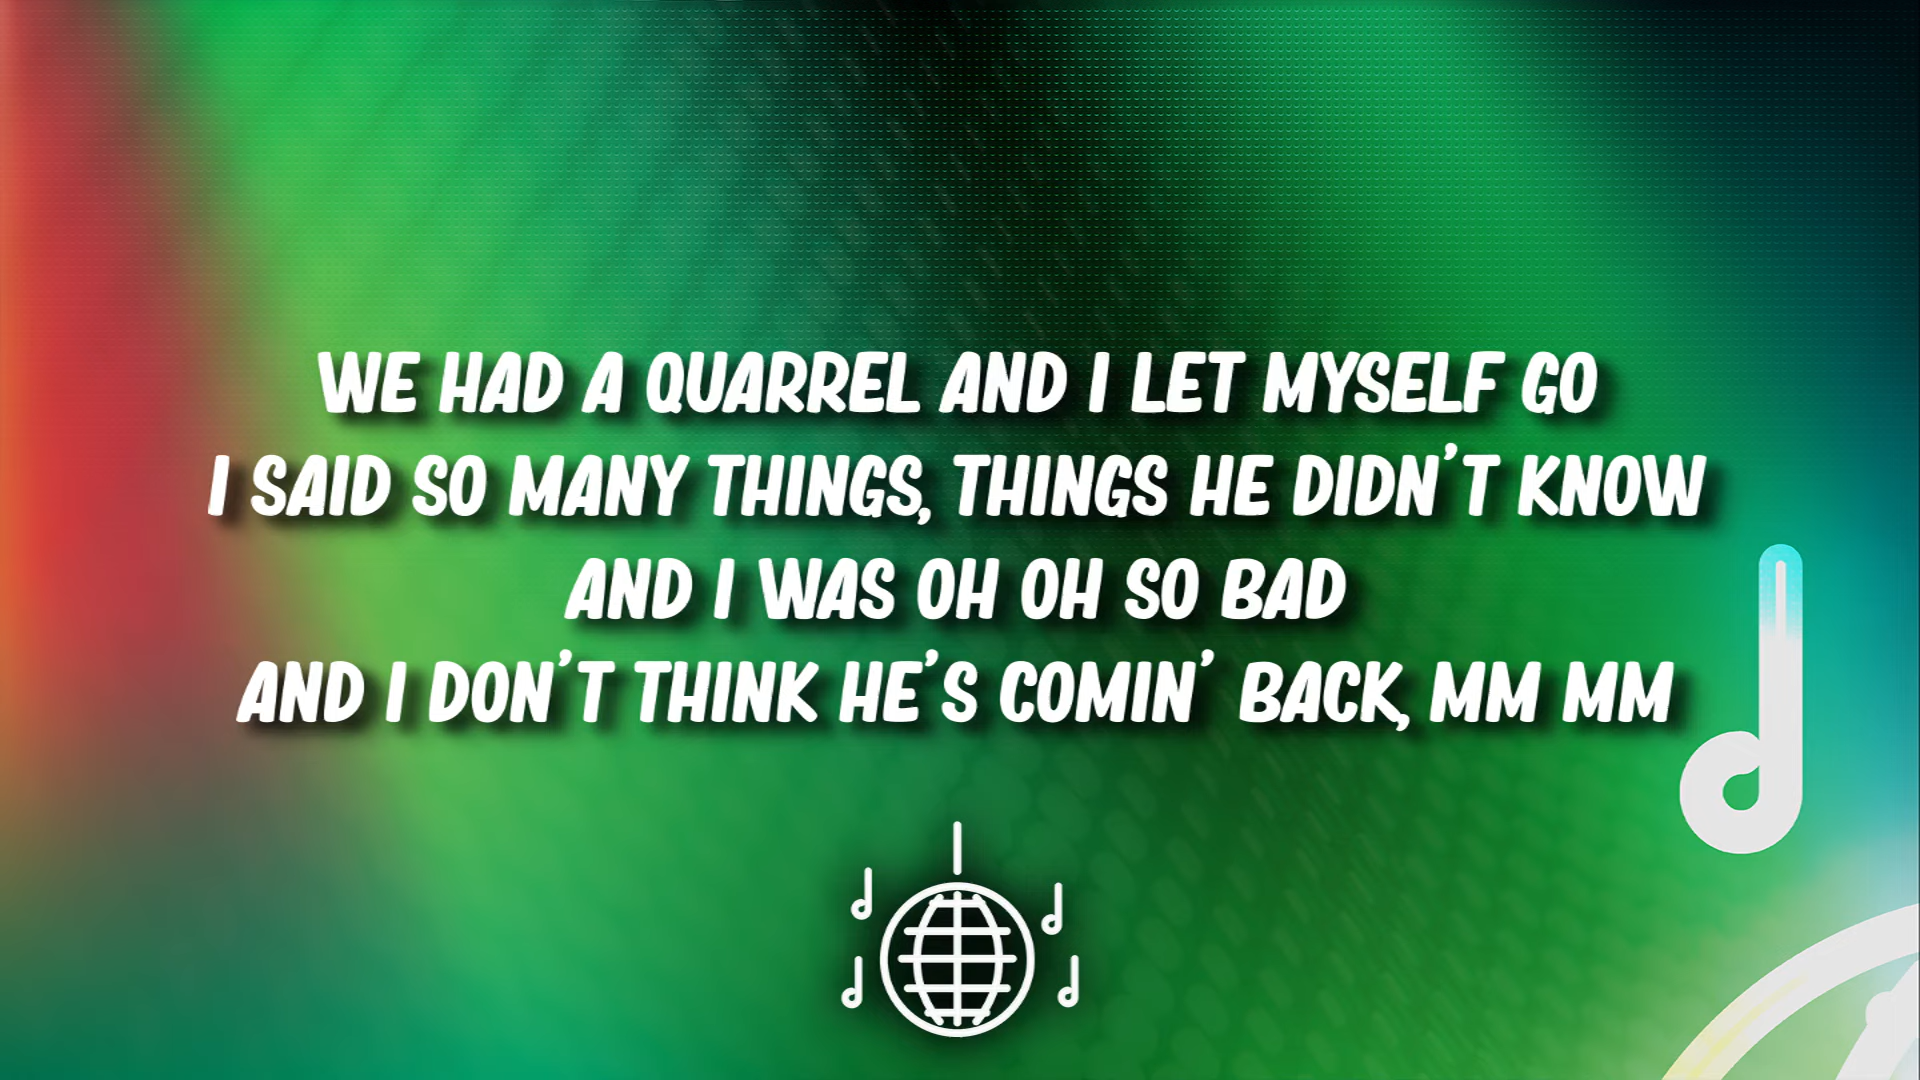 WE HAD A QUARREL AND I LET MYSELF GO
I SAID SO MANY THINGS, THINGS HE DIDN'T KNOW
AND I WAS OH OH SO BAD
AND I DON'T THINK HE'S COMIN' BACK, MM MM